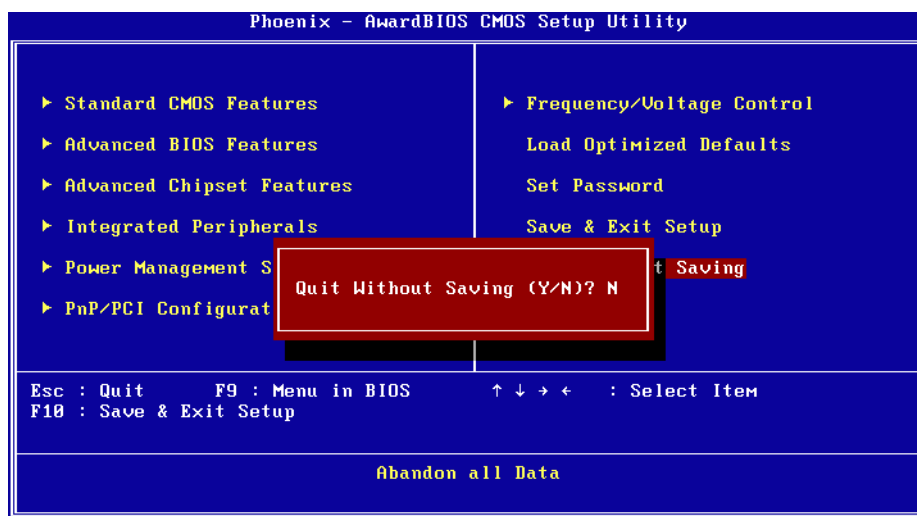 Phoenix - AwardBIOS CMOS Setup Utility
► Standard CMOS Features
► Advanced BIOS Features
► Advanced Chipset Features
► Integrated Peripherals
► Power Management S
► PnP/PCI Configurat
► Frequency/Voltage Control
Load Optimized Defaults
Set Password
Save & Exit Setup
t Saving
Quit Without Saving (Y/N)? N
Esc : Quit F9 : Menu in BIOS ↑ ↓ → ← : Select Item
F10 : Save & Exit Setup
Abandon all Data